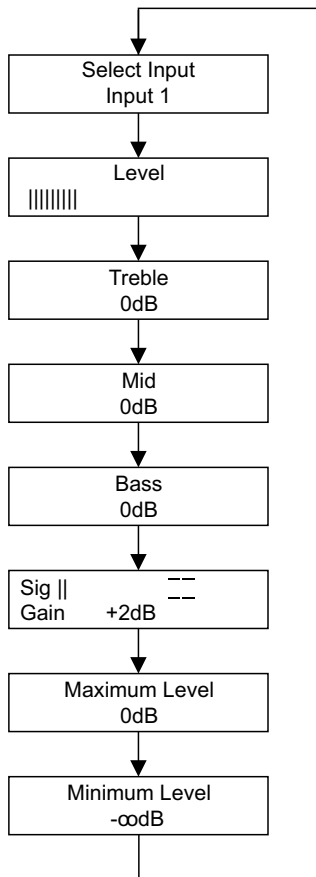 Select Input
Input 1
Level
|||||||||
Treble
0dB
Mid
0dB
Bass
0dB
Sig ||
Gain +2dB
Maximum Level
0dB
Minimum Level
-∞dB